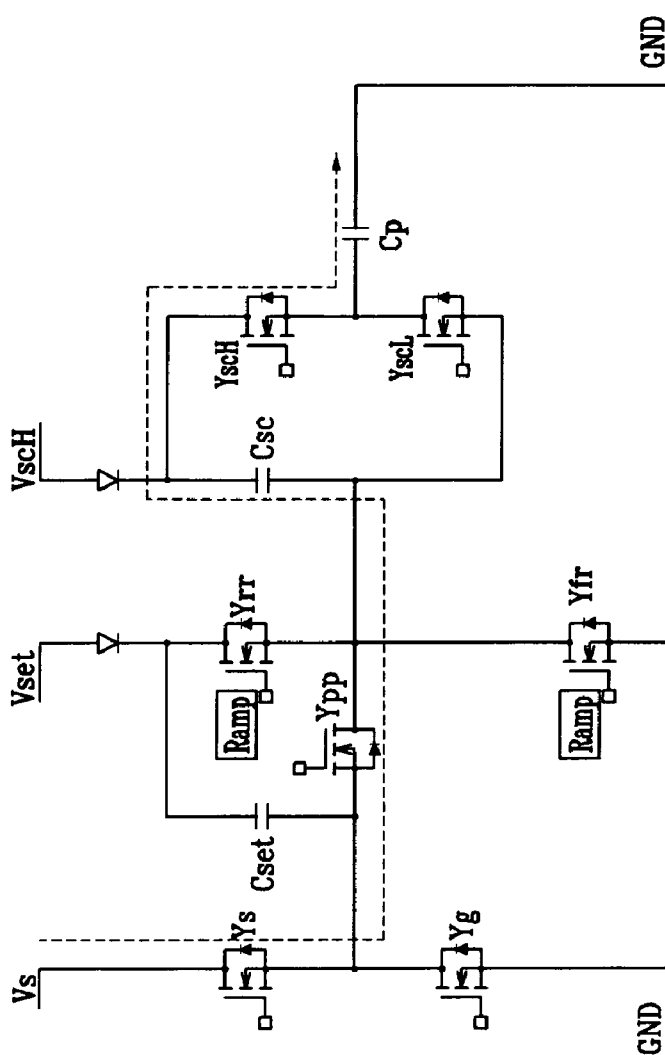 Vs
Vset
VscH
Ys
Yg
Cset
Ypp
Ramp
Yrr
Ramp
Yfr
Csc
YscH
YscL
Cp
GND
GND